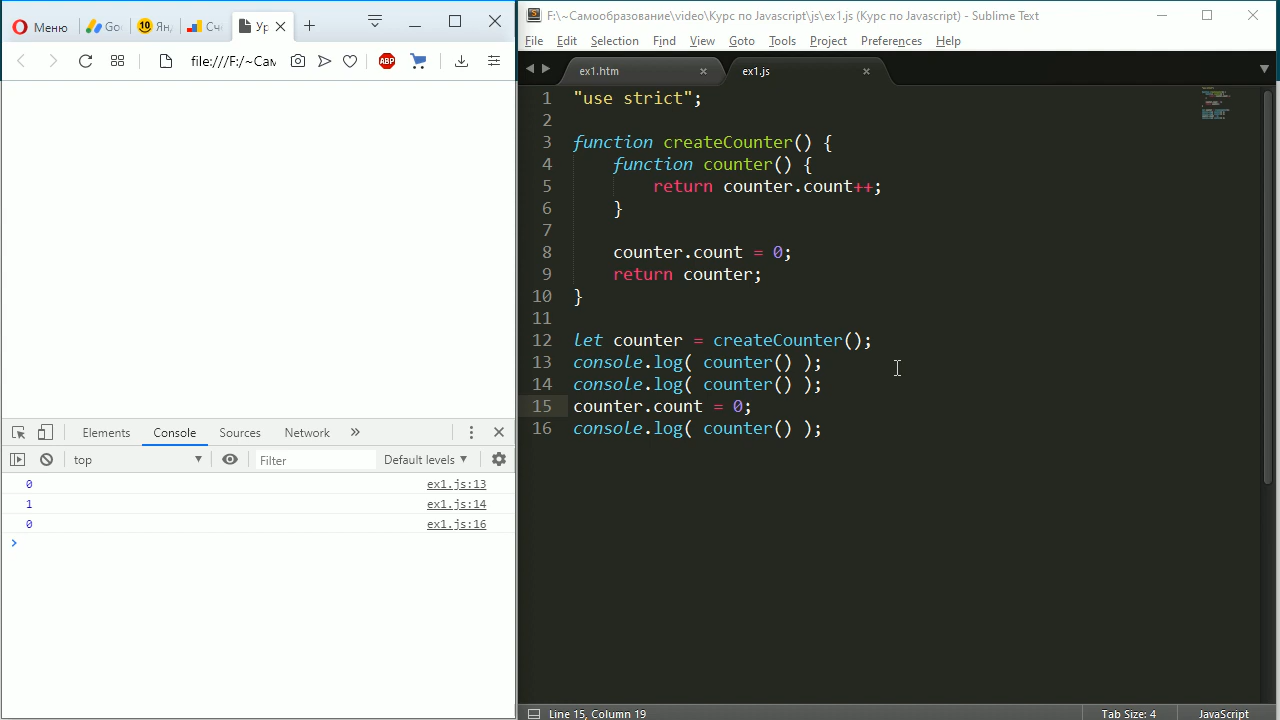 Меню
Go
10 Янд
Сч
Ур
file:///F:/~Сам
ABP
Elements
Console
Sources
Network
»
top
Filter
Default levels
0 ex1.js:13
1 ex1.js:14
0 ex1.js:16
>
F:\~Самообразование\video\Курс по Javascript\js\ex1.js (Курс по Javascript) - Sublime Text
File Edit Selection Find View Goto Tools Project Preferences Help
ex1.htm
ex1.js
1 "use strict";
2
3 function createCounter() {
4 function counter() {
5 return counter.count++;
6 }
7
8 counter.count = 0;
9 return counter;
10 }
11
12 let counter = createCounter();
13 console.log( counter() );
14 console.log( counter() );
15 counter.count = 0;
16 console.log( counter() );
Line 15, Column 19
Tab Size: 4
JavaScript